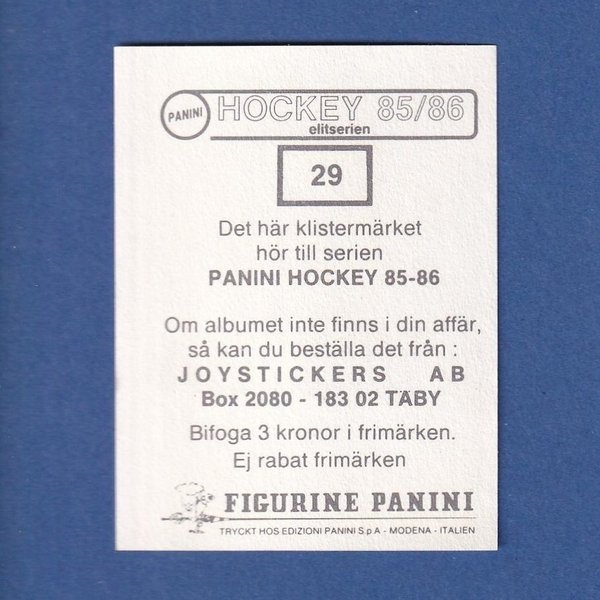 PANINI HOCKEY 85/86
elitserien
29
Det här klistermärket
hör till serien
PANINI HOCKEY 85-86
Om albumet inte finns i din affär,
så kan du beställa det från :
JOYSTICKERS AB
Box 2080 - 183 02 TÄBY
Bifoga 3 kronor i frimärken.
Ej rabat frimärken
FIGURINE PANINI
TRYCKT HOS EDIZIONI PANINI S.p.A - MODENA - ITALIEN